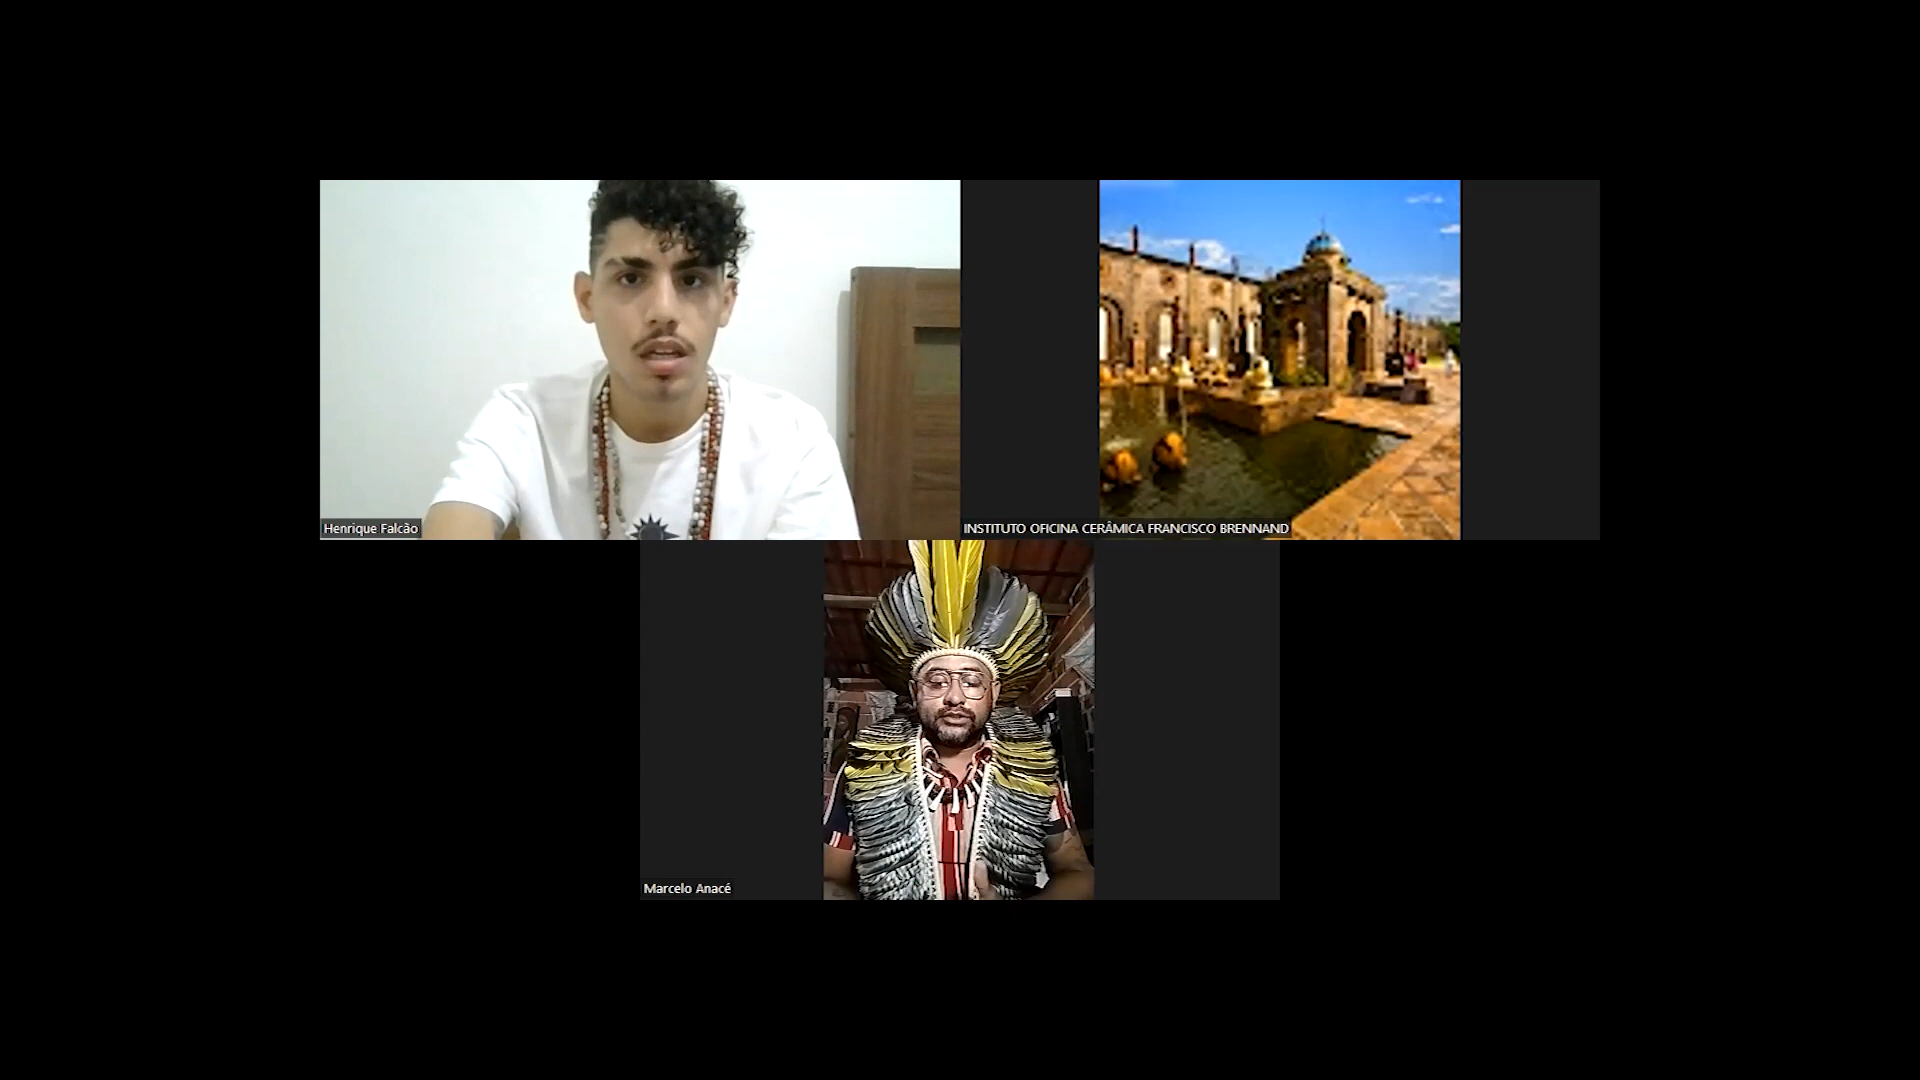 Henrique Falcão
INSTITUTO OFICINA CERÂMICA FRANCISCO BRENNAND
Marcelo Anacé